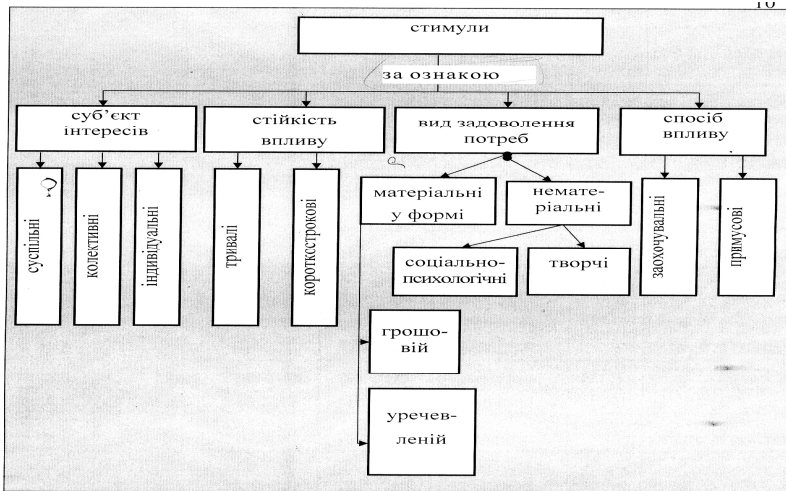 10
стимули
за ознакою
суб’єкт
інтересів
стійкість
впливу
вид задоволення
потреб
спосіб
впливу
суспільні
колективні
індивідуальні
тривалі
короткострокові
матеріальні
у формі
немате-
ріальні
заохочувальні
примусові
соціально-
психологічні
творчі
грошо-
вій
уречев-
леній